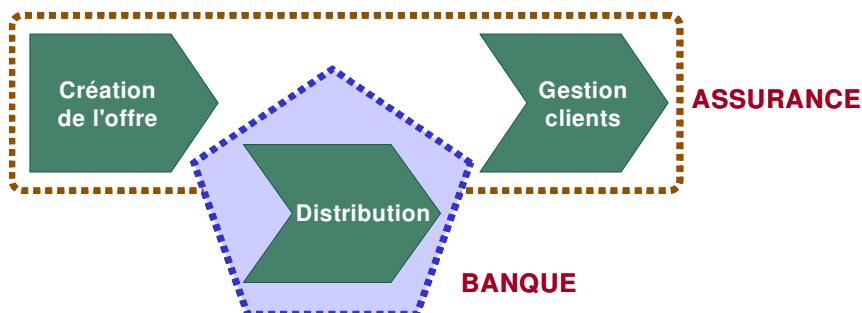 Création
de l'offre
Gestion
clients
ASSURANCE
Distribution
BANQUE